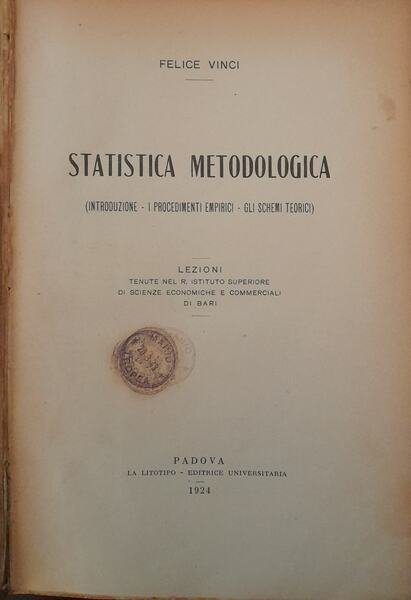 FELICE VINCI
STATISTICA METODOLOGICA
(INTRODUZIONE - I PROCEDIMENTI EMPIRICI - GLI SCHEMI TEORICI)
LEZIONI
TENUTE NEL R. ISTITUTO SUPERIORE
DI SCIENZE ECONOMICHE E COMMERCIALI
DI BARI
PADOVA
LA LITOTIPO - EDITRICE UNIVERSITARIA
1924